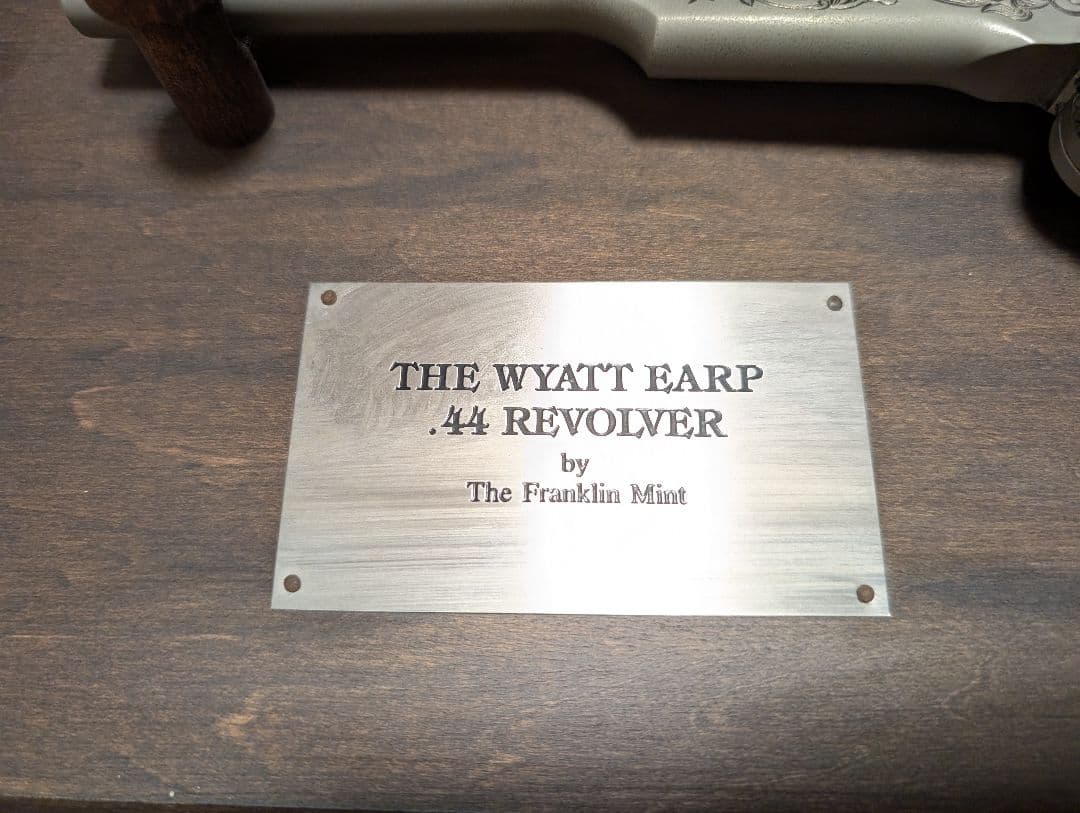 THE WYATT EARP
.44 REVOLVER
by
The Franklin Mint